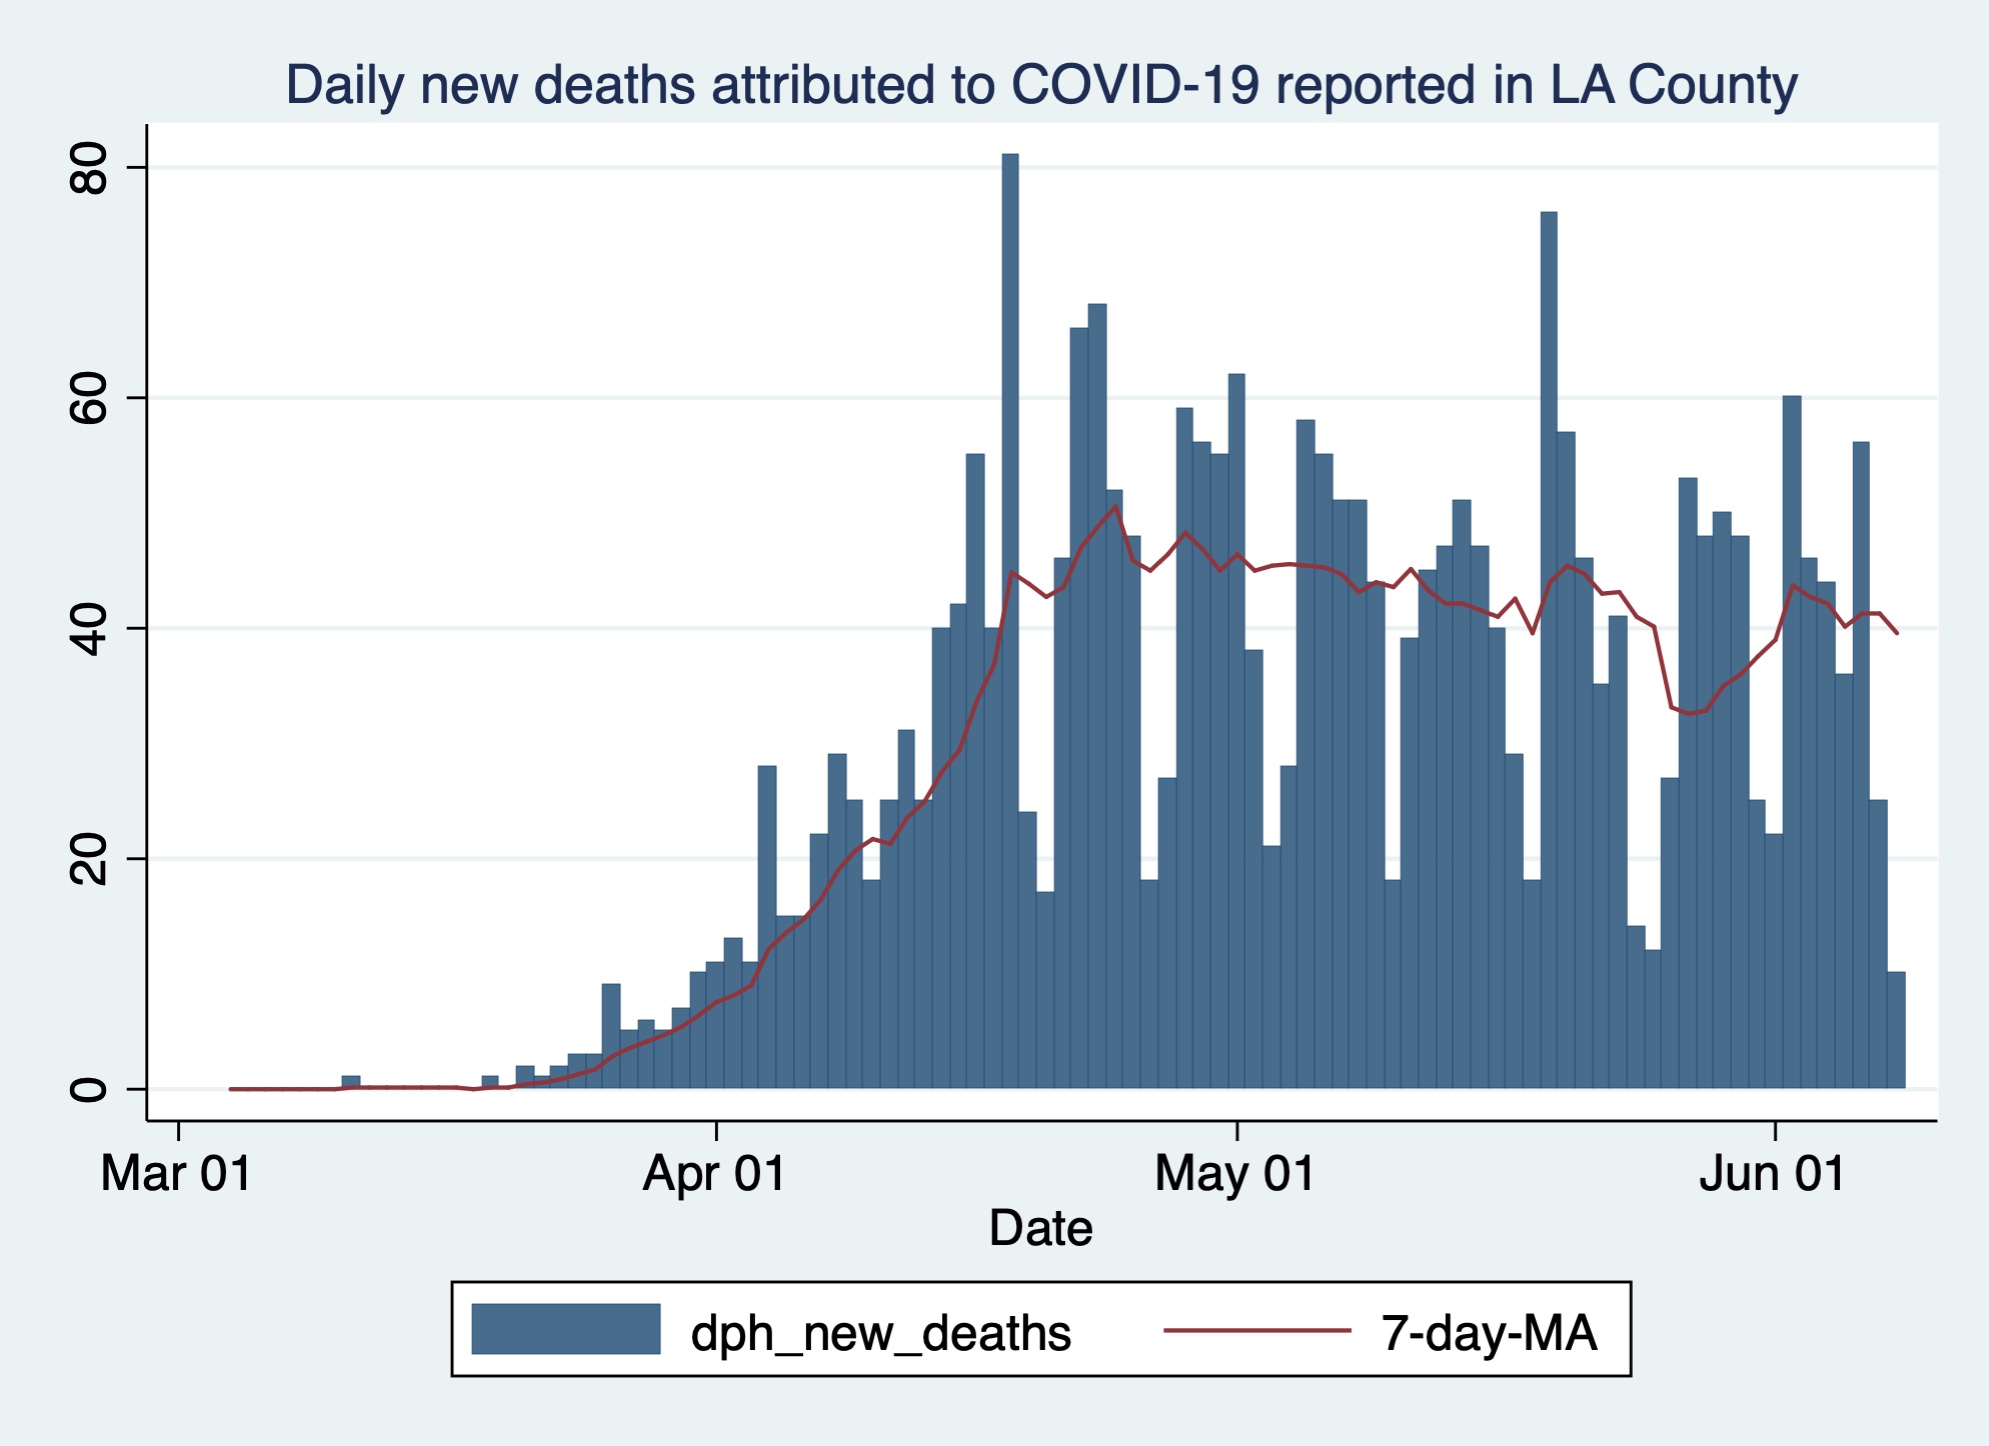 Daily new deaths attributed to COVID-19 reported in LA County
80
60
40
20
0
Mar 01 Apr 01 May 01 Jun 01
Date
dph_new_deaths 7-day-MA